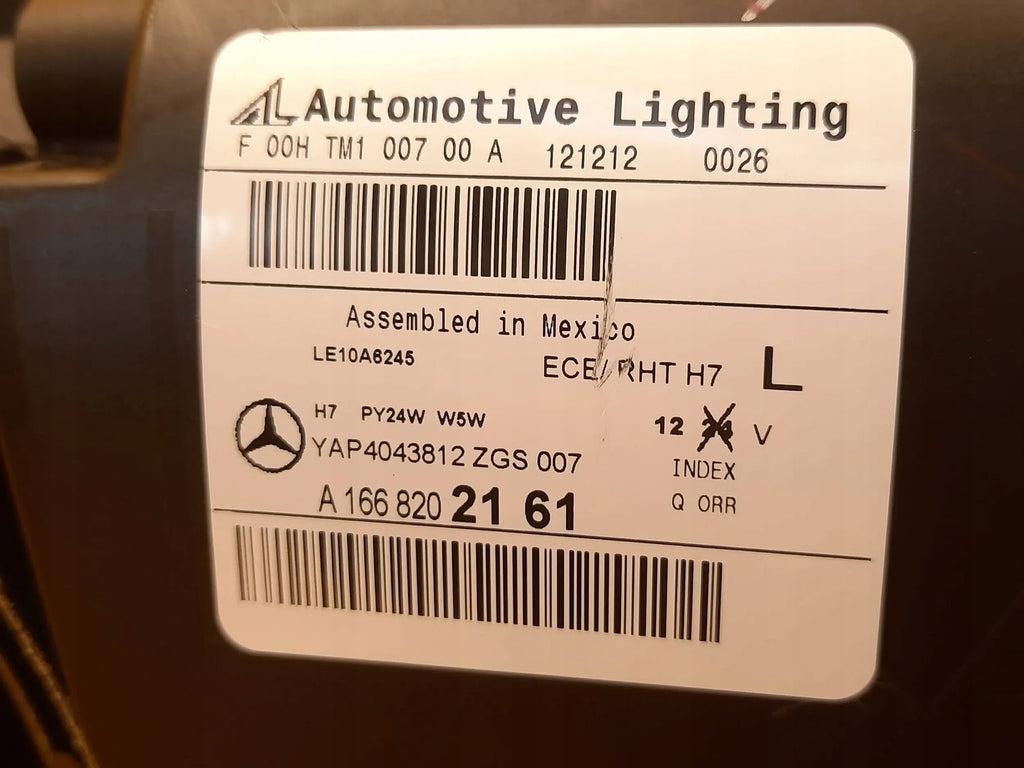 AL Automotive Lighting
F 00H TM1 007 00 A 121212 0026
Assembled in Mexico
LE10A6245 ECE/ RHT H7 L
H7 PY24W W5W 12 24 V
YAP4043812 ZGS 007 INDEX
A 166 820 21 61 Q ORR